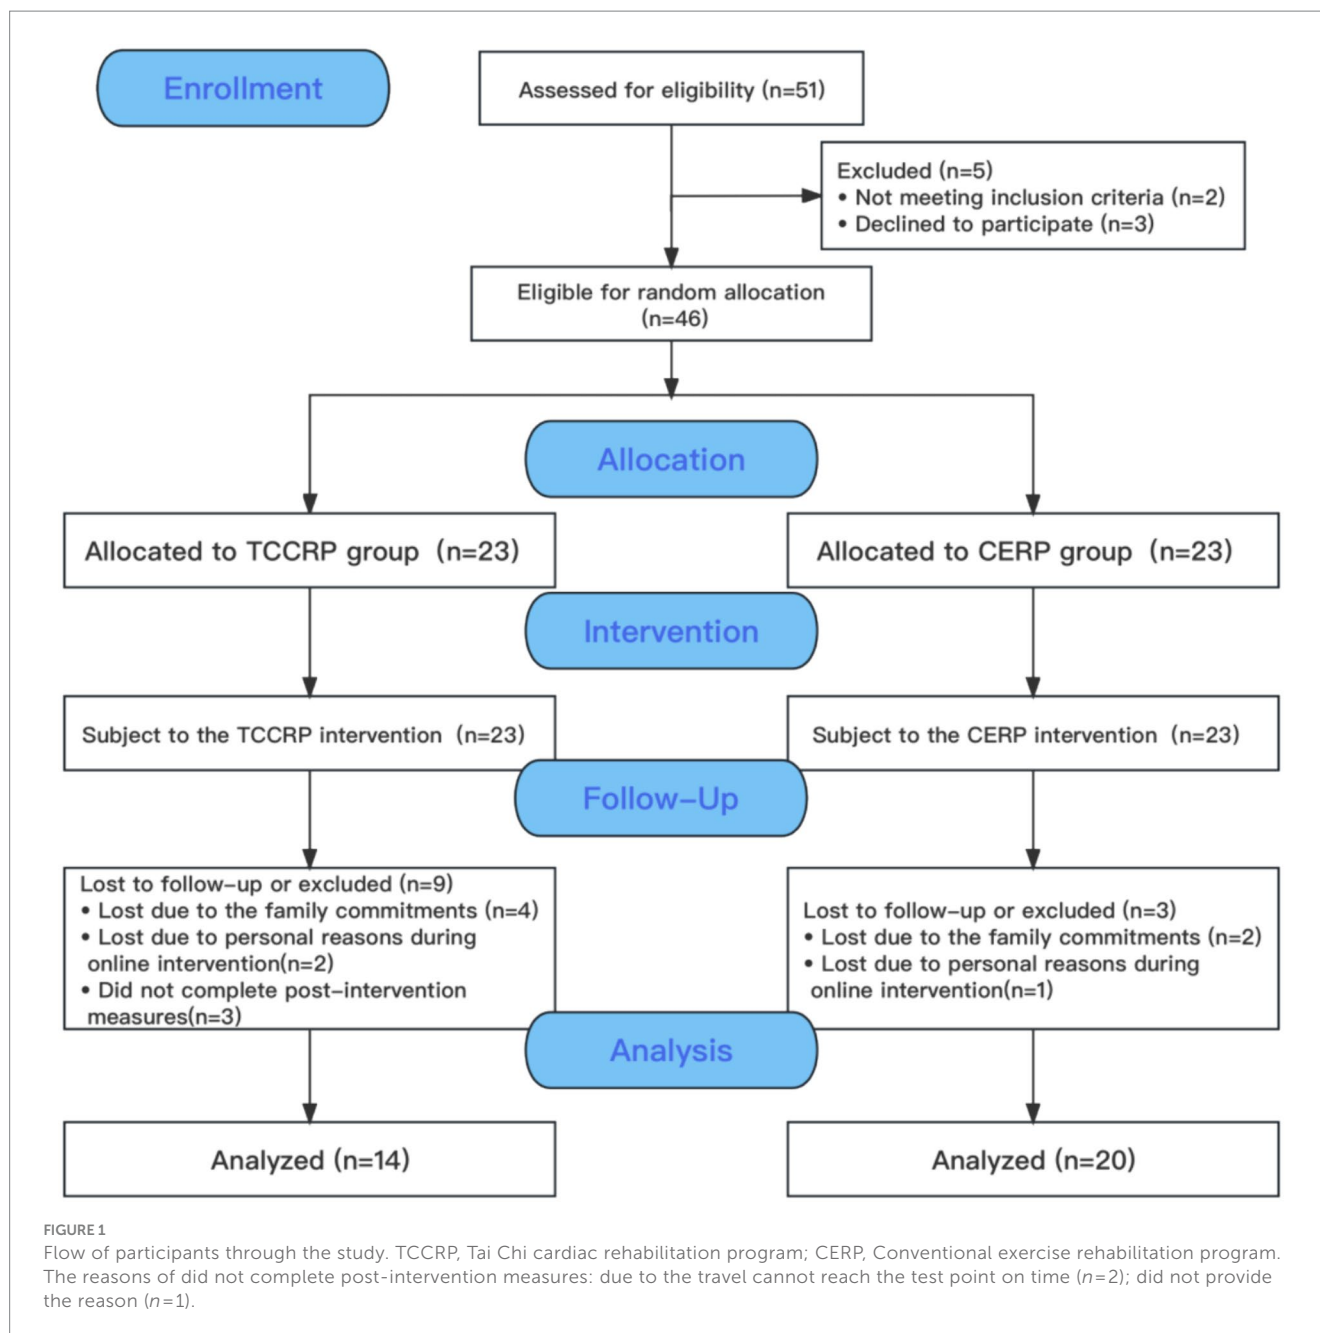 Enrollment
Assessed for eligibility (n=51)
Excluded (n=5)
• Not meeting inclusion criteria (n=2)
• Declined to participate (n=3)
Eligible for random allocation
(n=46)
Allocation
Allocated to TCCRP group (n=23)
Allocated to CERP group (n=23)
Intervention
Subject to the TCCRP intervention (n=23)
Subject to the CERP intervention (n=23)
Follow-Up
Lost to follow-up or excluded (n=9)
• Lost due to the family commitments (n=4)
• Lost due to personal reasons during
online intervention(n=2)
• Did not complete post-intervention
measures(n=3)
Lost to follow-up or excluded (n=3)
• Lost due to the family commitments (n=2)
• Lost due to personal reasons during
online intervention(n=1)
Analysis
Analyzed (n=14)
Analyzed (n=20)
FIGURE 1
Flow of participants through the study. TCCRP, Tai Chi cardiac rehabilitation program; CERP, Conventional exercise rehabilitation program.
The reasons of did not complete post-intervention measures: due to the travel cannot reach the test point on time (n=2); did not provide
the reason (n=1).